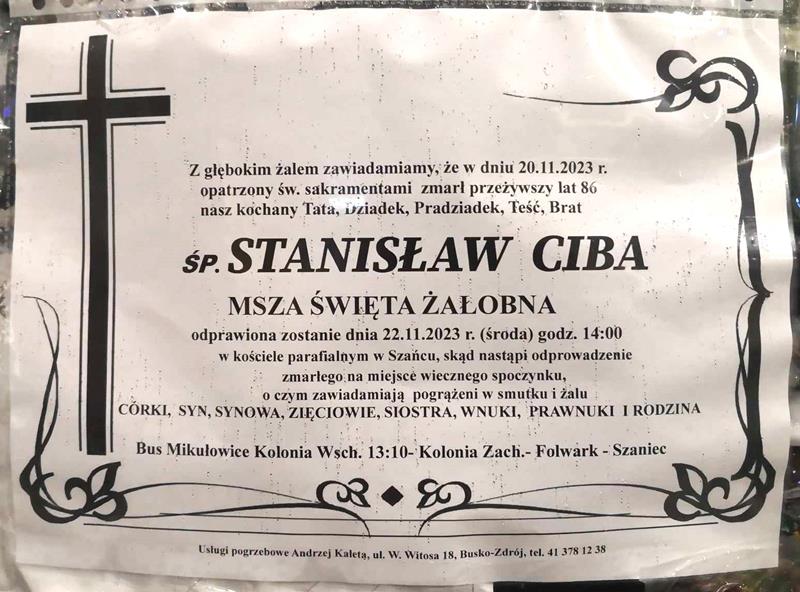 Z głębokim żalem zawiadamiamy, że w dniu 20.11.2023 r.
opatrzony św. sakramentami zmarł przeżywszy lat 86
nasz kochany Tata, Dziadek, Pradziadek, Teść, Brat
ŚP. STANISŁAW CIBA
MSZA ŚWIĘTA ŻAŁOBNA
odprawiona zostanie dnia 22.11.2023 r. (środa) godz. 14:00
w kościele parafialnym w Szańcu, skąd nastąpi odprowadzenie
zmarłego na miejsce wiecznego spoczynku,
o czym zawiadamiają pogrążeni w smutku i żalu
CÓRKI, SYN, SYNOWA, ZIĘCIOWIE, SIOSTRA, WNUKI, PRAWNUKI I RODZINA
Bus Mikułowice Kolonia Wsch. 13:10- Kolonia Zach.- Folwark - Szaniec
Usługi pogrzebowe Andrzej Kaleta, ul. W. Witosa 18, Busko-Zdrój, tel. 41 378 12 38